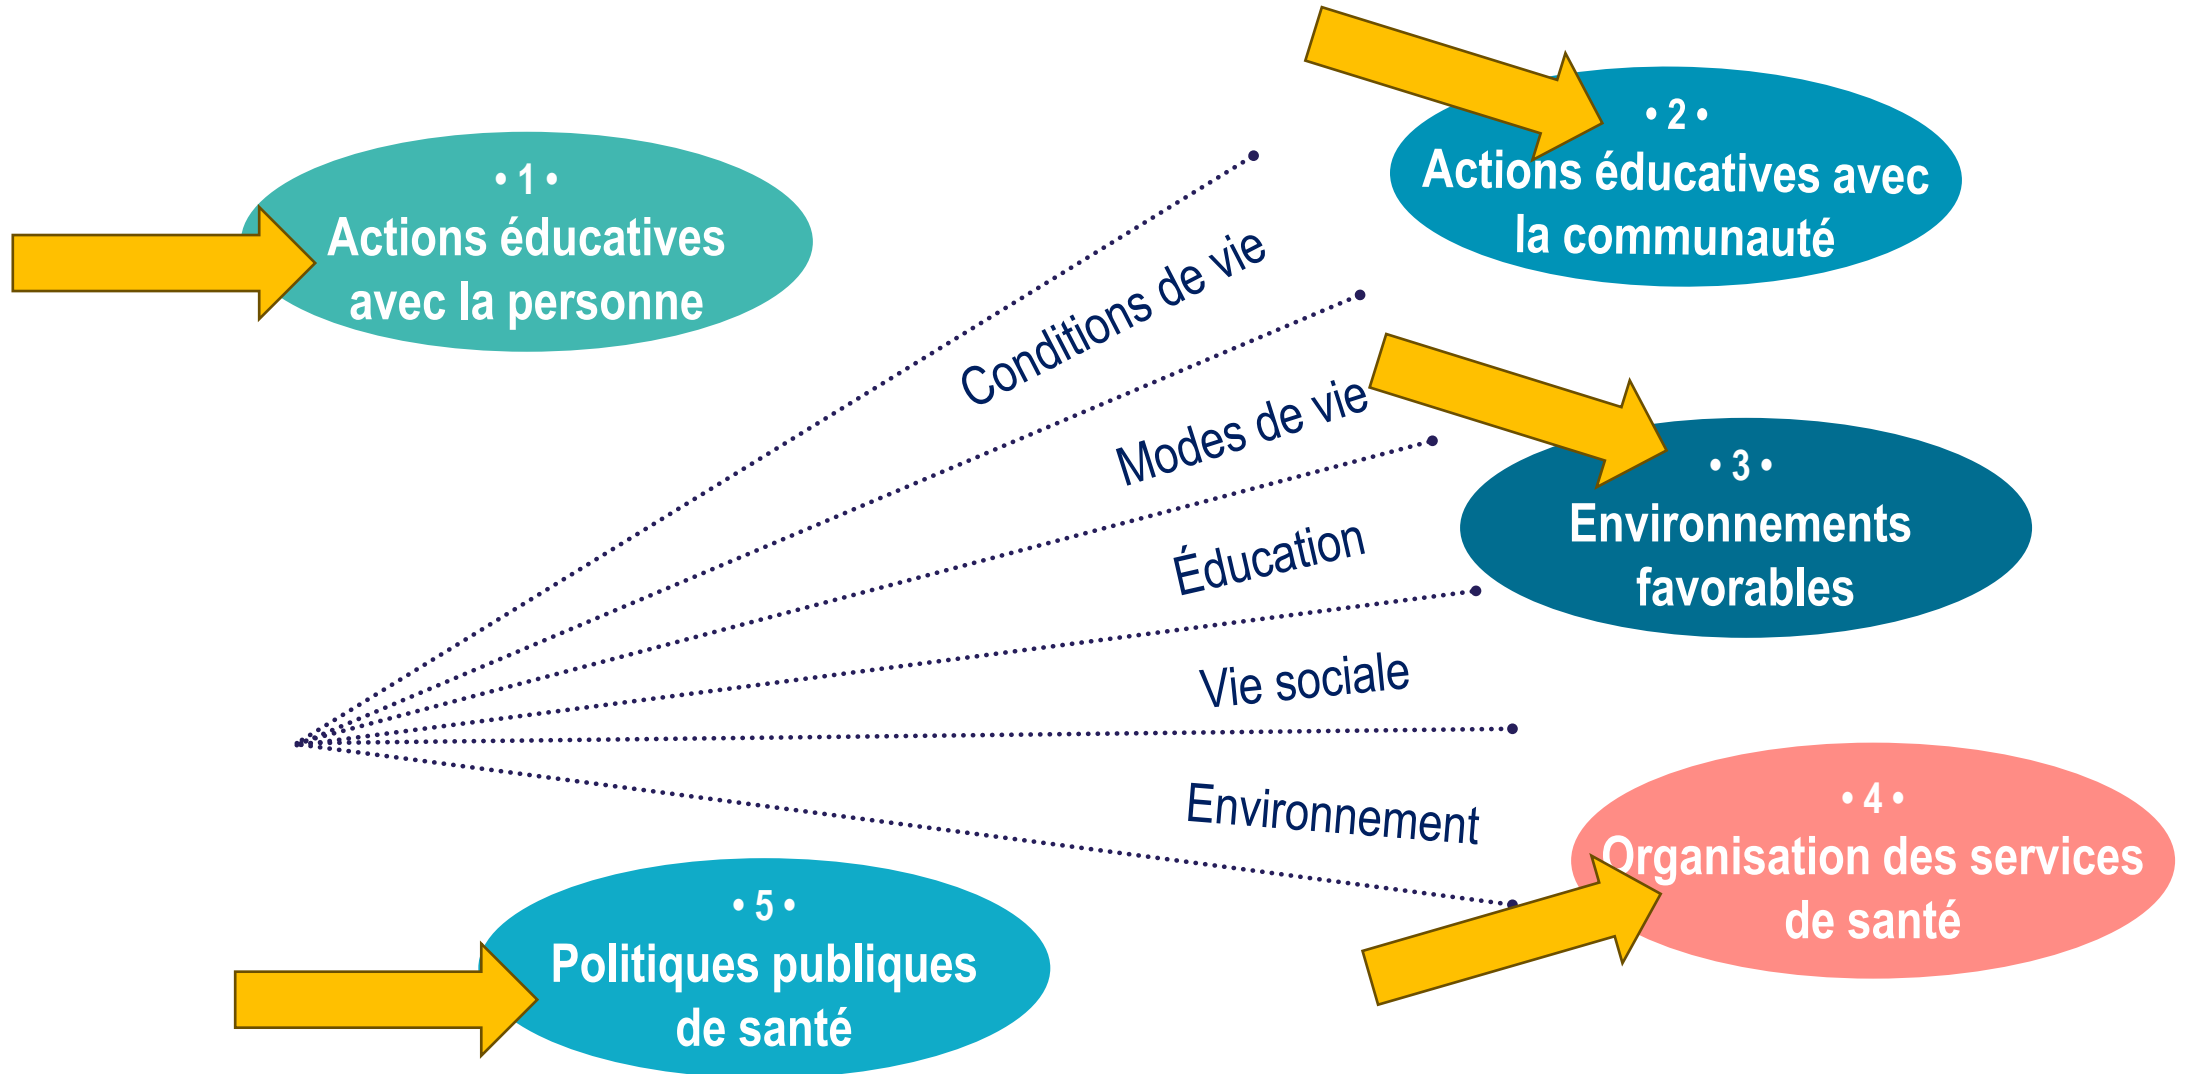 • 1 •
Actions éducatives
avec la personne
• 2 •
Actions éducatives avec
la communauté
Conditions de vie
Modes de vie
Éducation
Vie sociale
Environnement
• 3 •
Environnements
favorables
• 4 •
Organisation des services
de santé
• 5 •
Politiques publiques
de santé